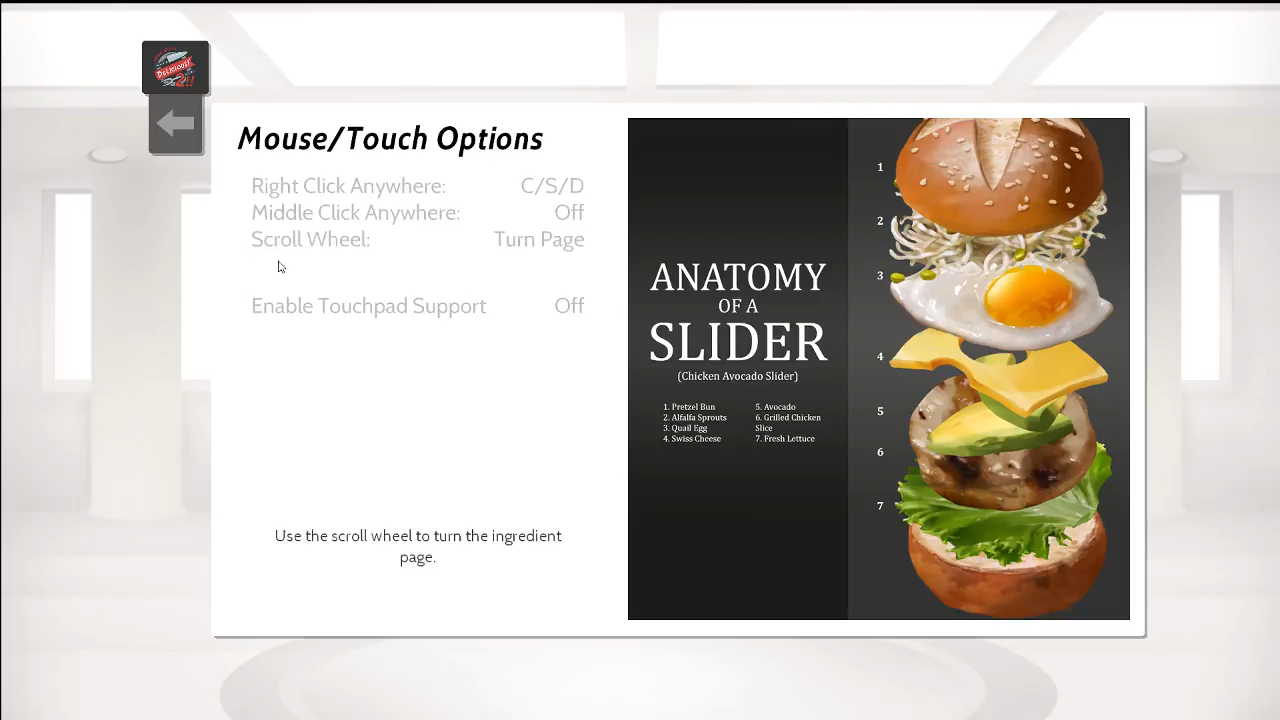 DELICIOUS!
2!!
Mouse/Touch Options
Right Click Anywhere: C/S/D
Middle Click Anywhere: Off
Scroll Wheel: Turn Page
Enable Touchpad Support Off
Use the scroll wheel to turn the ingredient
page.
ANATOMY
OF A
SLIDER
(Chicken Avocado Slider)
1. Pretzel Bun
2. Alfalfa Sprouts
3. Quail Egg
4. Swiss Cheese
5. Avocado
6. Grilled Chicken
Slice
7. Fresh Lettuce
1
2
3
4
5
6
7